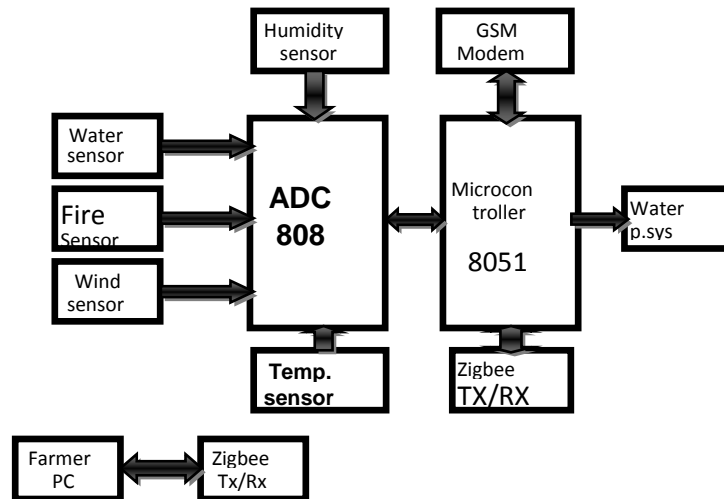 Humidity
sensor
GSM
Modem
Water
sensor
Fire
Sensor
Wind
sensor
ADC
808
Microcon
troller
8051
Water
p.sys
Temp.
sensor
Zigbee
TX/RX
Farmer
PC
Zigbee
Tx/Rx